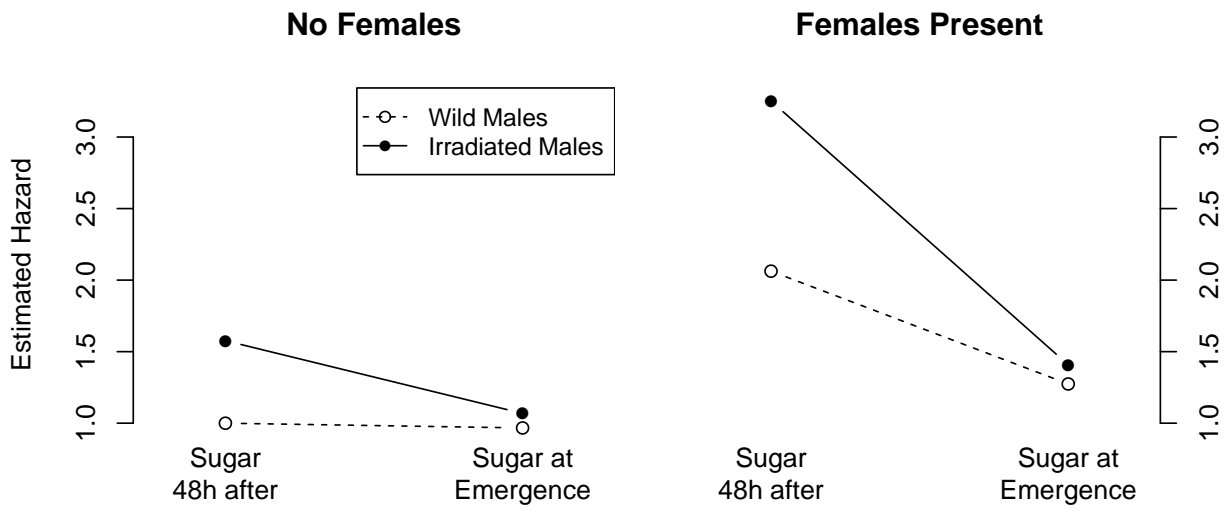 No Females
Females Present
Wild Males
Irradiated Males
Estimated Hazard
3.0
2.5
2.0
1.5
1.0
3.0
2.5
2.0
1.5
1.0
Sugar
48h after
Sugar at
Emergence
Sugar
48h after
Sugar at
Emergence